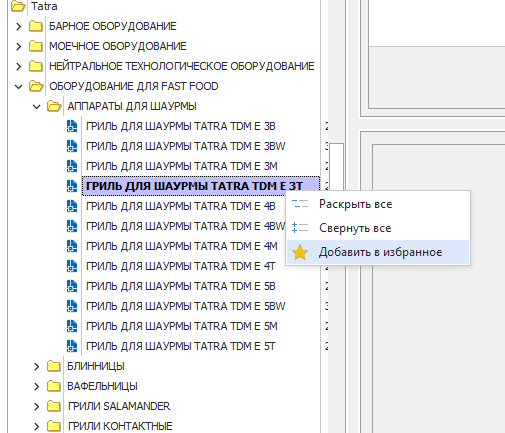 Tatra
БАРНОЕ ОБОРУДОВАНИЕ
МОЕЧНОЕ ОБОРУДОВАНИЕ
НЕЙТРАЛЬНОЕ ТЕХНОЛОГИЧЕСКОЕ ОБОРУДОВАНИЕ
ОБОРУДОВАНИЕ ДЛЯ FAST FOOD
АППАРАТЫ ДЛЯ ШАУРМЫ
ГРИЛЬ ДЛЯ ШАУРМЫ TATRA TDM E 3B
ГРИЛЬ ДЛЯ ШАУРМЫ TATRA TDM E 3BW
ГРИЛЬ ДЛЯ ШАУРМЫ TATRA TDM E 3M
ГРИЛЬ ДЛЯ ШАУРМЫ TATRA TDM E 3T
ГРИЛЬ ДЛЯ ШАУРМЫ TATRA TDM E 4B
ГРИЛЬ ДЛЯ ШАУРМЫ TATRA TDM E 4BW
ГРИЛЬ ДЛЯ ШАУРМЫ TATRA TDM E 4M
ГРИЛЬ ДЛЯ ШАУРМЫ TATRA TDM E 4T
ГРИЛЬ ДЛЯ ШАУРМЫ TATRA TDM E 5B
ГРИЛЬ ДЛЯ ШАУРМЫ TATRA TDM E 5BW
ГРИЛЬ ДЛЯ ШАУРМЫ TATRA TDM E 5M
ГРИЛЬ ДЛЯ ШАУРМЫ TATRA TDM E 5T
БЛИННИЦЫ
ВАФЕЛЬНИЦЫ
ГРИЛИ SALAMANDER
ГРИЛИ КОНТАКТНЫЕ
Раскрыть все
Свернуть все
Добавить в избранное